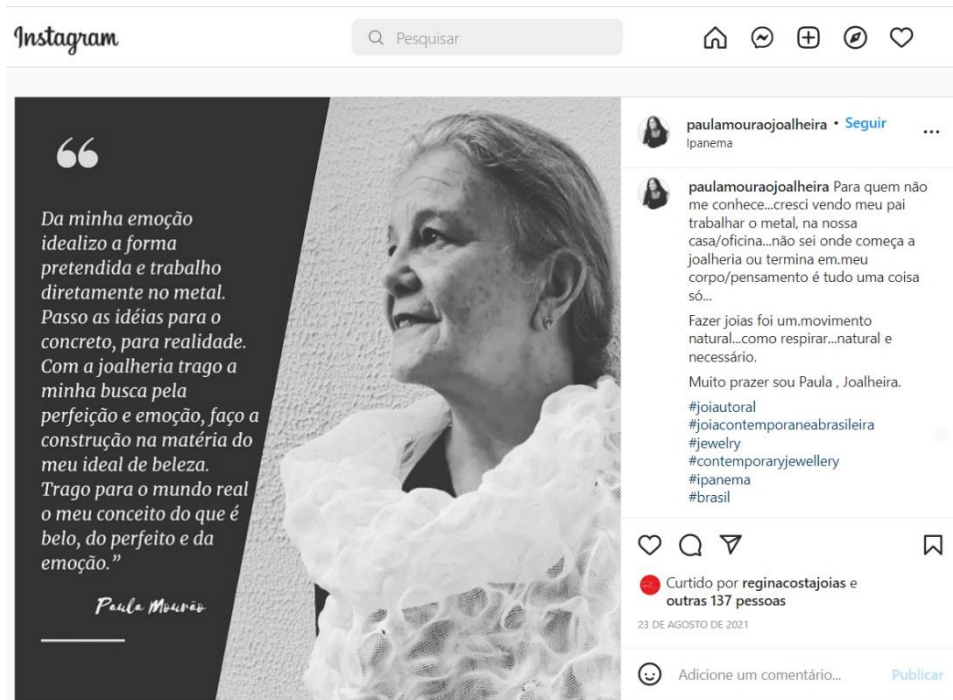 Instagram
Pesquisar
“
Da minha emoção
idealizo a forma
pretendida e trabalho
diretamente no metal.
Passo as idéias para o
concreto, para realidade.
Com a joalheria trago a
minha busca pela
perfeição e emoção, faço a
construção na matéria do
meu ideal de beleza.
Trago para o mundo real
o meu conceito do que é
belo, do perfeito e da
emoção.”
Paula Mourão
paulamouraojoalheira • Seguir
Ipanema
paulamouraojoalheira Para quem não
me conhece...cresci vendo meu pai
trabalhar o metal, na nossa
casa/oficina...não sei onde começa a
joalheria ou termina em.meu
corpo/pensamento é tudo uma coisa
só...
Fazer joias foi um.movimento
natural...como respirar...natural e
necessário.
Muito prazer sou Paula , Joalheira.
#joiautoral
#joiacontemporaneabrasileira
#jewelry
#contemporaryjewellery
#ipanema
#brasil
Curtido por reginacostajoias e
outras 137 pessoas
23 DE AGOSTO DE 2021
Adicione um comentário...
Publicar